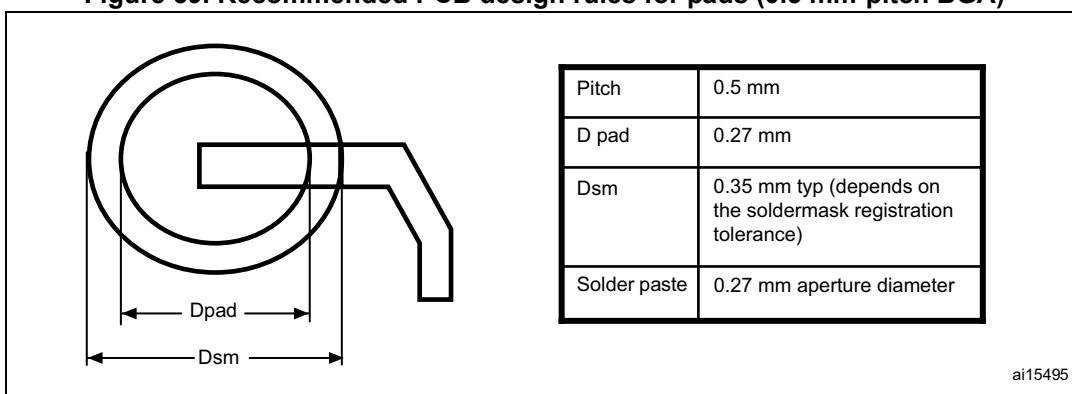 Figure Recommended PCB design rules for pads (0.5 mm pitch BGA)
Pitch 0.5 mm
D pad 0.27 mm
Dsm 0.35 mm typ (depends on
the soldermask registration
tolerance)
Solder paste 0.27 mm aperture diameter
Dpad
Dsm
ai15495